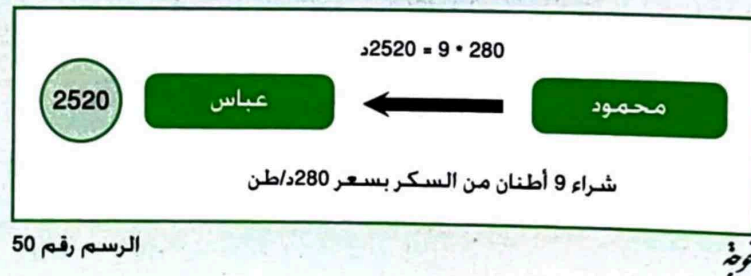 280 * 9 = 2520د
محمود
عباس
2520
شراء 9 أطنان من السكر بسعر 280د/طن
الرسم رقم 50